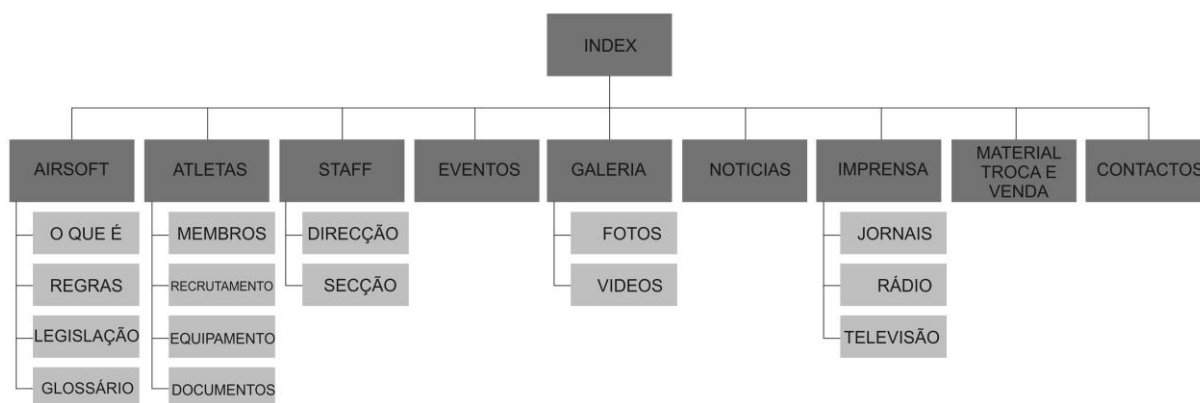 INDEX
AIRSOFT
ATLETAS
STAFF
EVENTOS
GALERIA
NOTICIAS
IMPRENSA
MATERIAL
TROCA E
VENDA
CONTACTOS
O QUE É
REGRAS
LEGISLAÇÃO
GLOSSÁRIO
MEMBROS
RECRUTAMENTO
EQUIPAMENTO
DOCUMENTOS
DIRECÇÃO
SECÇÃO
FOTOS
VIDEOS
JORNAIS
RÁDIO
TELEVISÃO